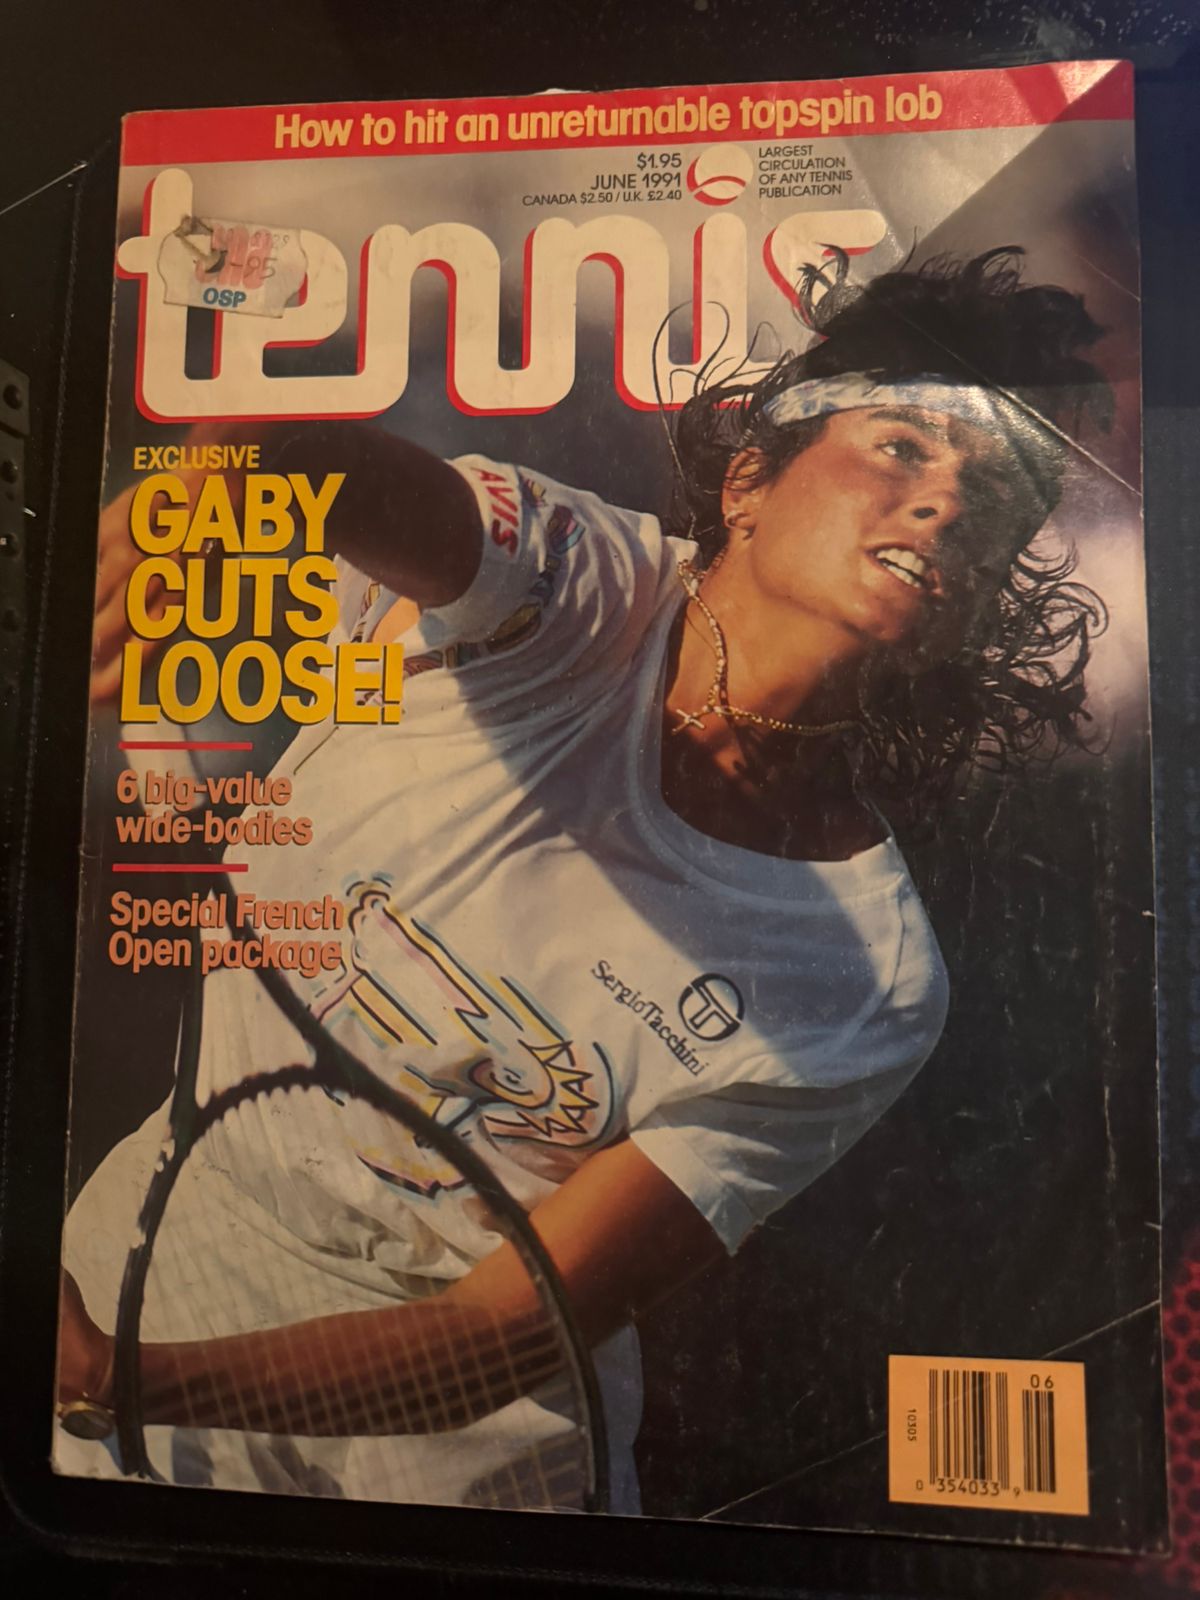 How to hit an unreturnable topspin lob
$1.95
JUNE 1991
CANADA $2.50 / U.K. £2.40
LARGEST
CIRCULATION
OF ANY TENNIS
PUBLICATION
tennis
-95
OSP
EXCLUSIVE
GABY
CUTS
LOOSE!
AVIS
6 big-value
wide-bodies
Special French
Open package
Sergio Tacchini
06
10305
0 354033 9